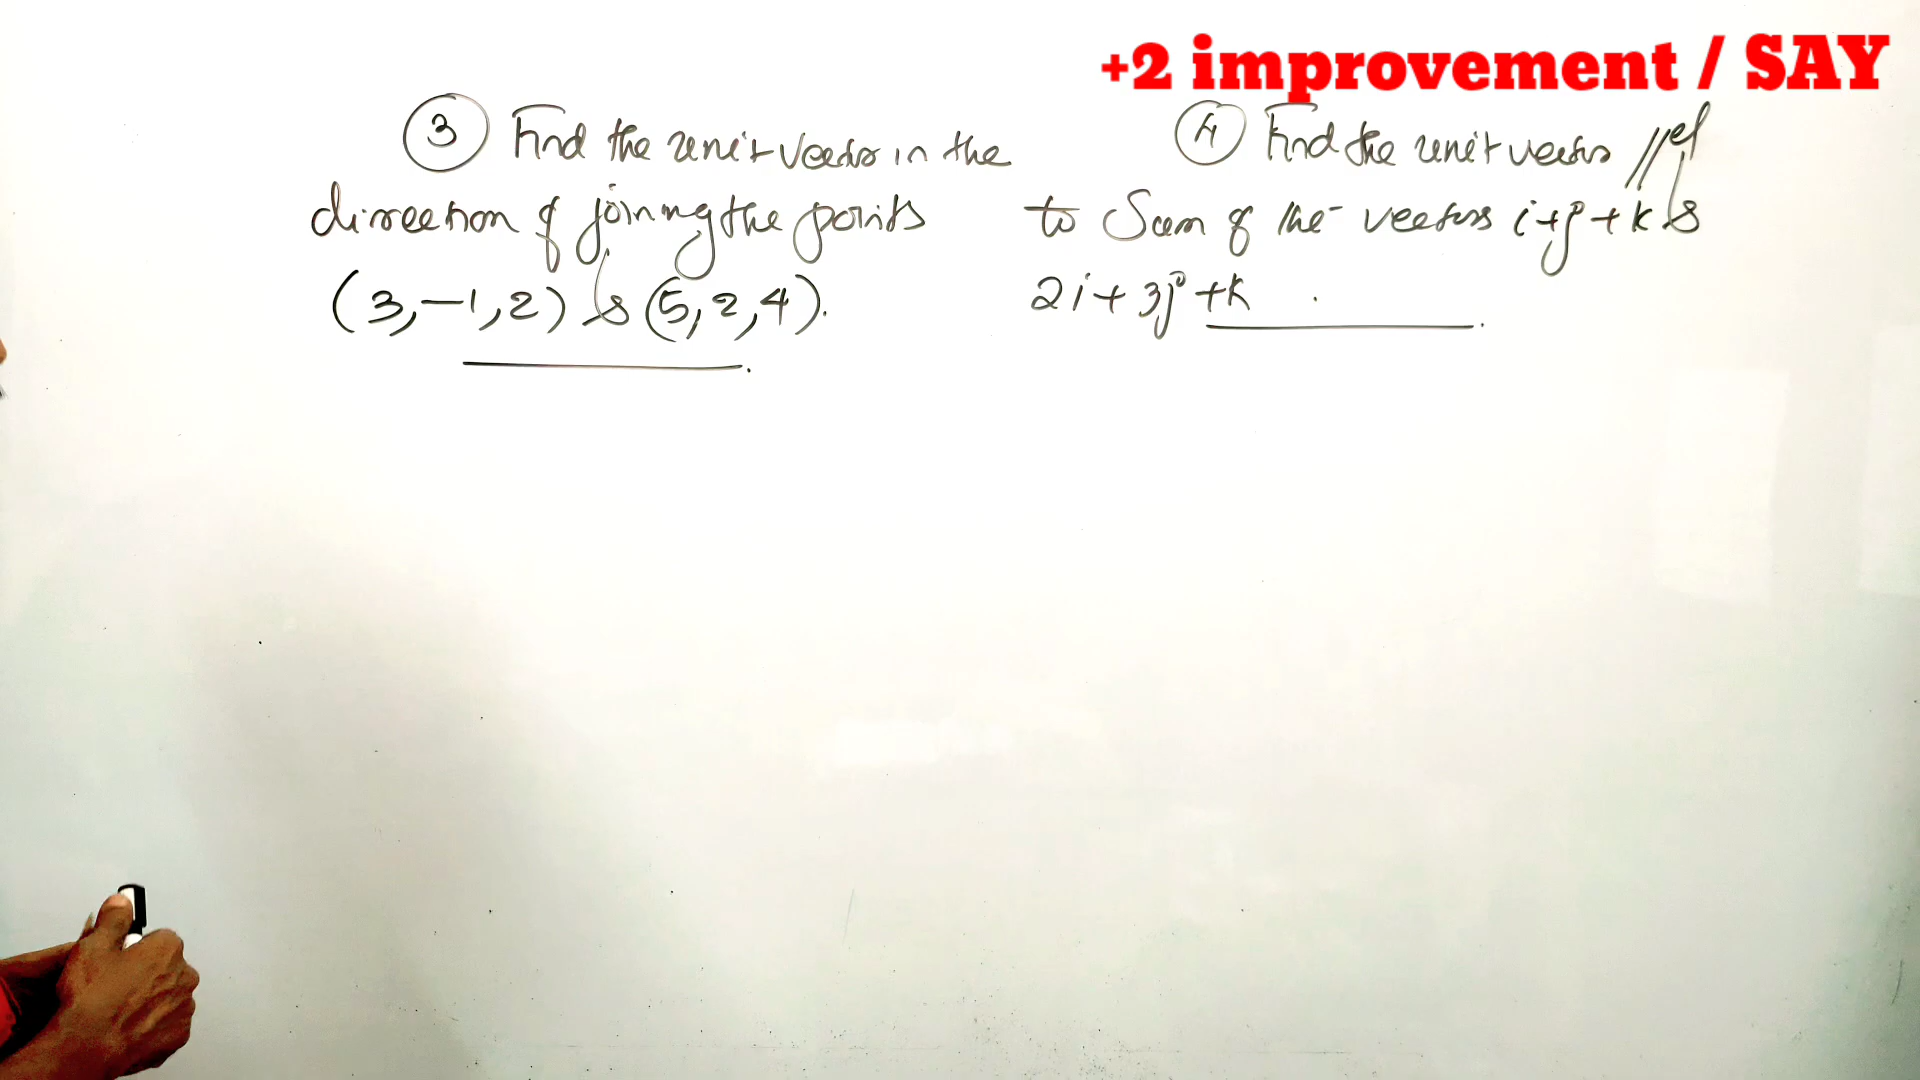 +2 improvement / SAY
③ Find the unit vector in the
direction of joining the points
(3,-1,2) & (5,2,4).
④ Find the unit vector //el
to Sum of the vectors i+j+k &
2i+3j+k.